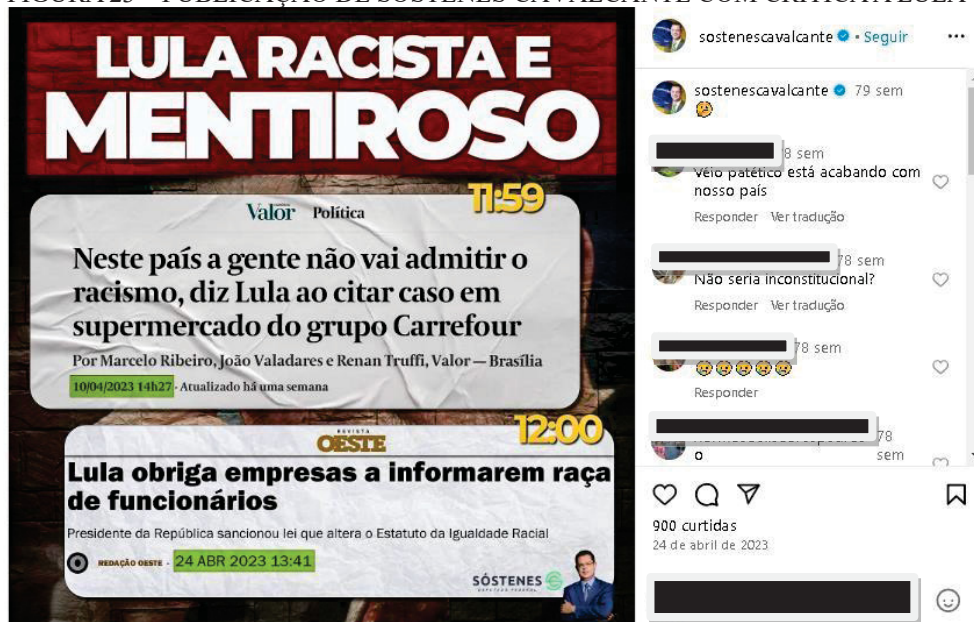 FIGURA 23 – PUBLICAÇÃO DE SÓSTENES CAVALCANTE COM CRÍTICA A LULA
LULA RACISTA E
MENTIROSO
11:59
Valor Política
Neste país a gente não vai admitir o
racismo, diz Lula ao citar caso em
supermercado do grupo Carrefour
Por Marcelo Ribeiro, João Valadares e Renan Truffi, Valor — Brasília
10/04/2023 14h27 · Atualizado há uma semana
12:00
REVISTA
OESTE
Lula obriga empresas a informarem raça
de funcionários
Presidente da República sancionou lei que altera o Estatuto da Igualdade Racial
REDAÇÃO OESTE - 24 ABR 2023 13:41
SÓSTENES
DEPUTADO FEDERAL
sostenescavalcante • Seguir
sostenescavalcante 79 sem
🤔
8 sem
Véio patético está acabando com
nosso país
Responder Ver tradução
78 sem
Não seria inconstitucional?
Responder Ver tradução
78 sem
😢😢😢😢😢
Responder
78
o sem
900 curtidas
24 de abril de 2023